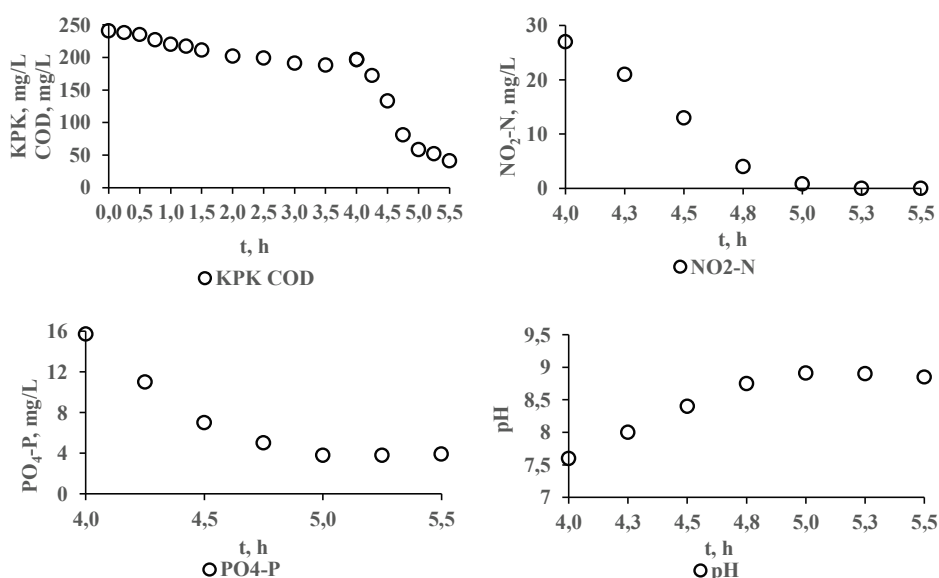 KPK, mg/L
COD, mg/L
250
200
150
100
50
0
0,0 0,5 1,0 1,5 2,0 2,5 3,0 3,5 4,0 4,5 5,0 5,5
t, h
KPK COD
NO₂-N, mg/L
30
20
10
0
4,0 4,3 4,5 4,8 5,0 5,3 5,5
t, h
NO2-N
PO₄-P, mg/L
16
12
8
4
0
4,0 4,5 5,0 5,5
t, h
PO4-P
pH
9,5
9
8,5
8
7,5
7
4,0 4,3 4,5 4,8 5,0 5,3 5,5
t, h
pH